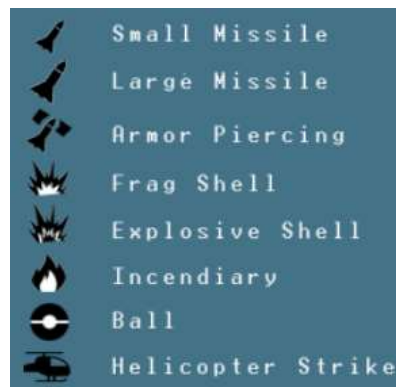 Small Missile
Large Missile
Armor Piercing
Frag Shell
Explosive Shell
Incendiary
Ball
Helicopter Strike